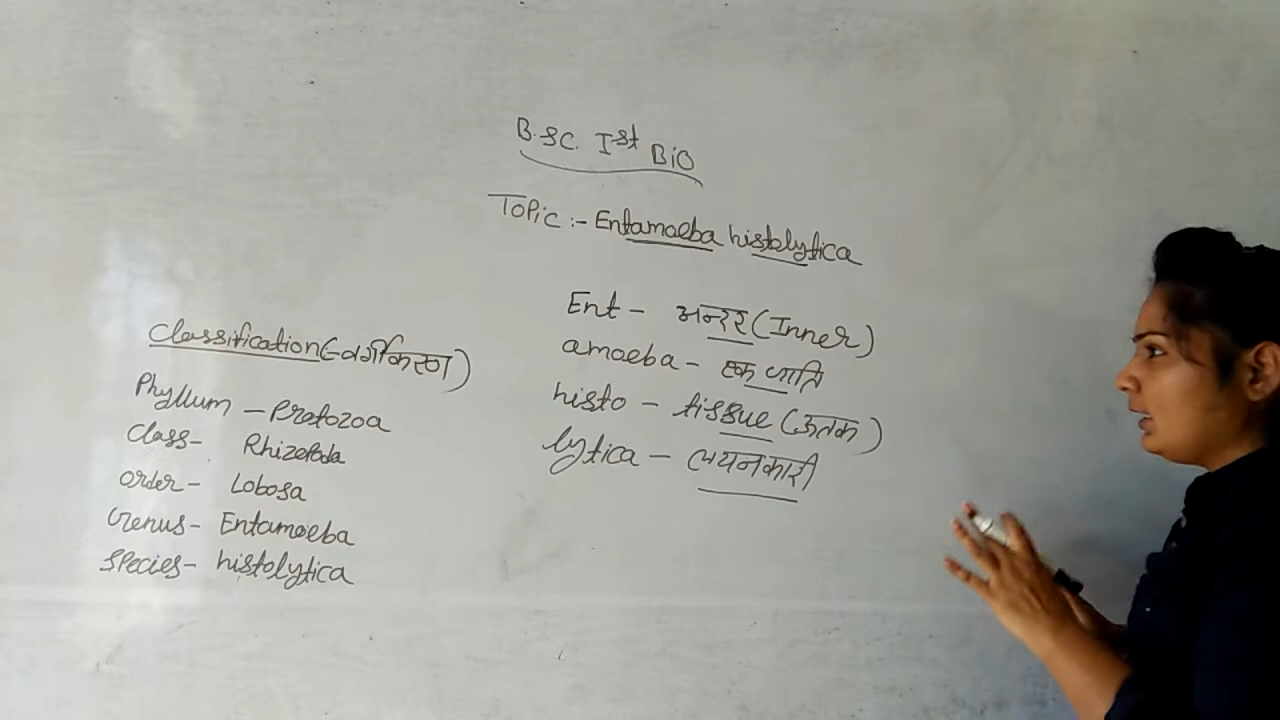 B.SC. Ist BiO
Topic :- Entamoeba histolytica
Ent - अन्दर (Inner)
amoeba - एक जाति
histo - tissue (ऊतक)
lytica - लयनकारी
Classification (-वर्गीकरण)
Phyllum - Protozoa
Class - Rhizopoda
order - Lobosa
Genus - Entamoeba
Species - histolytica